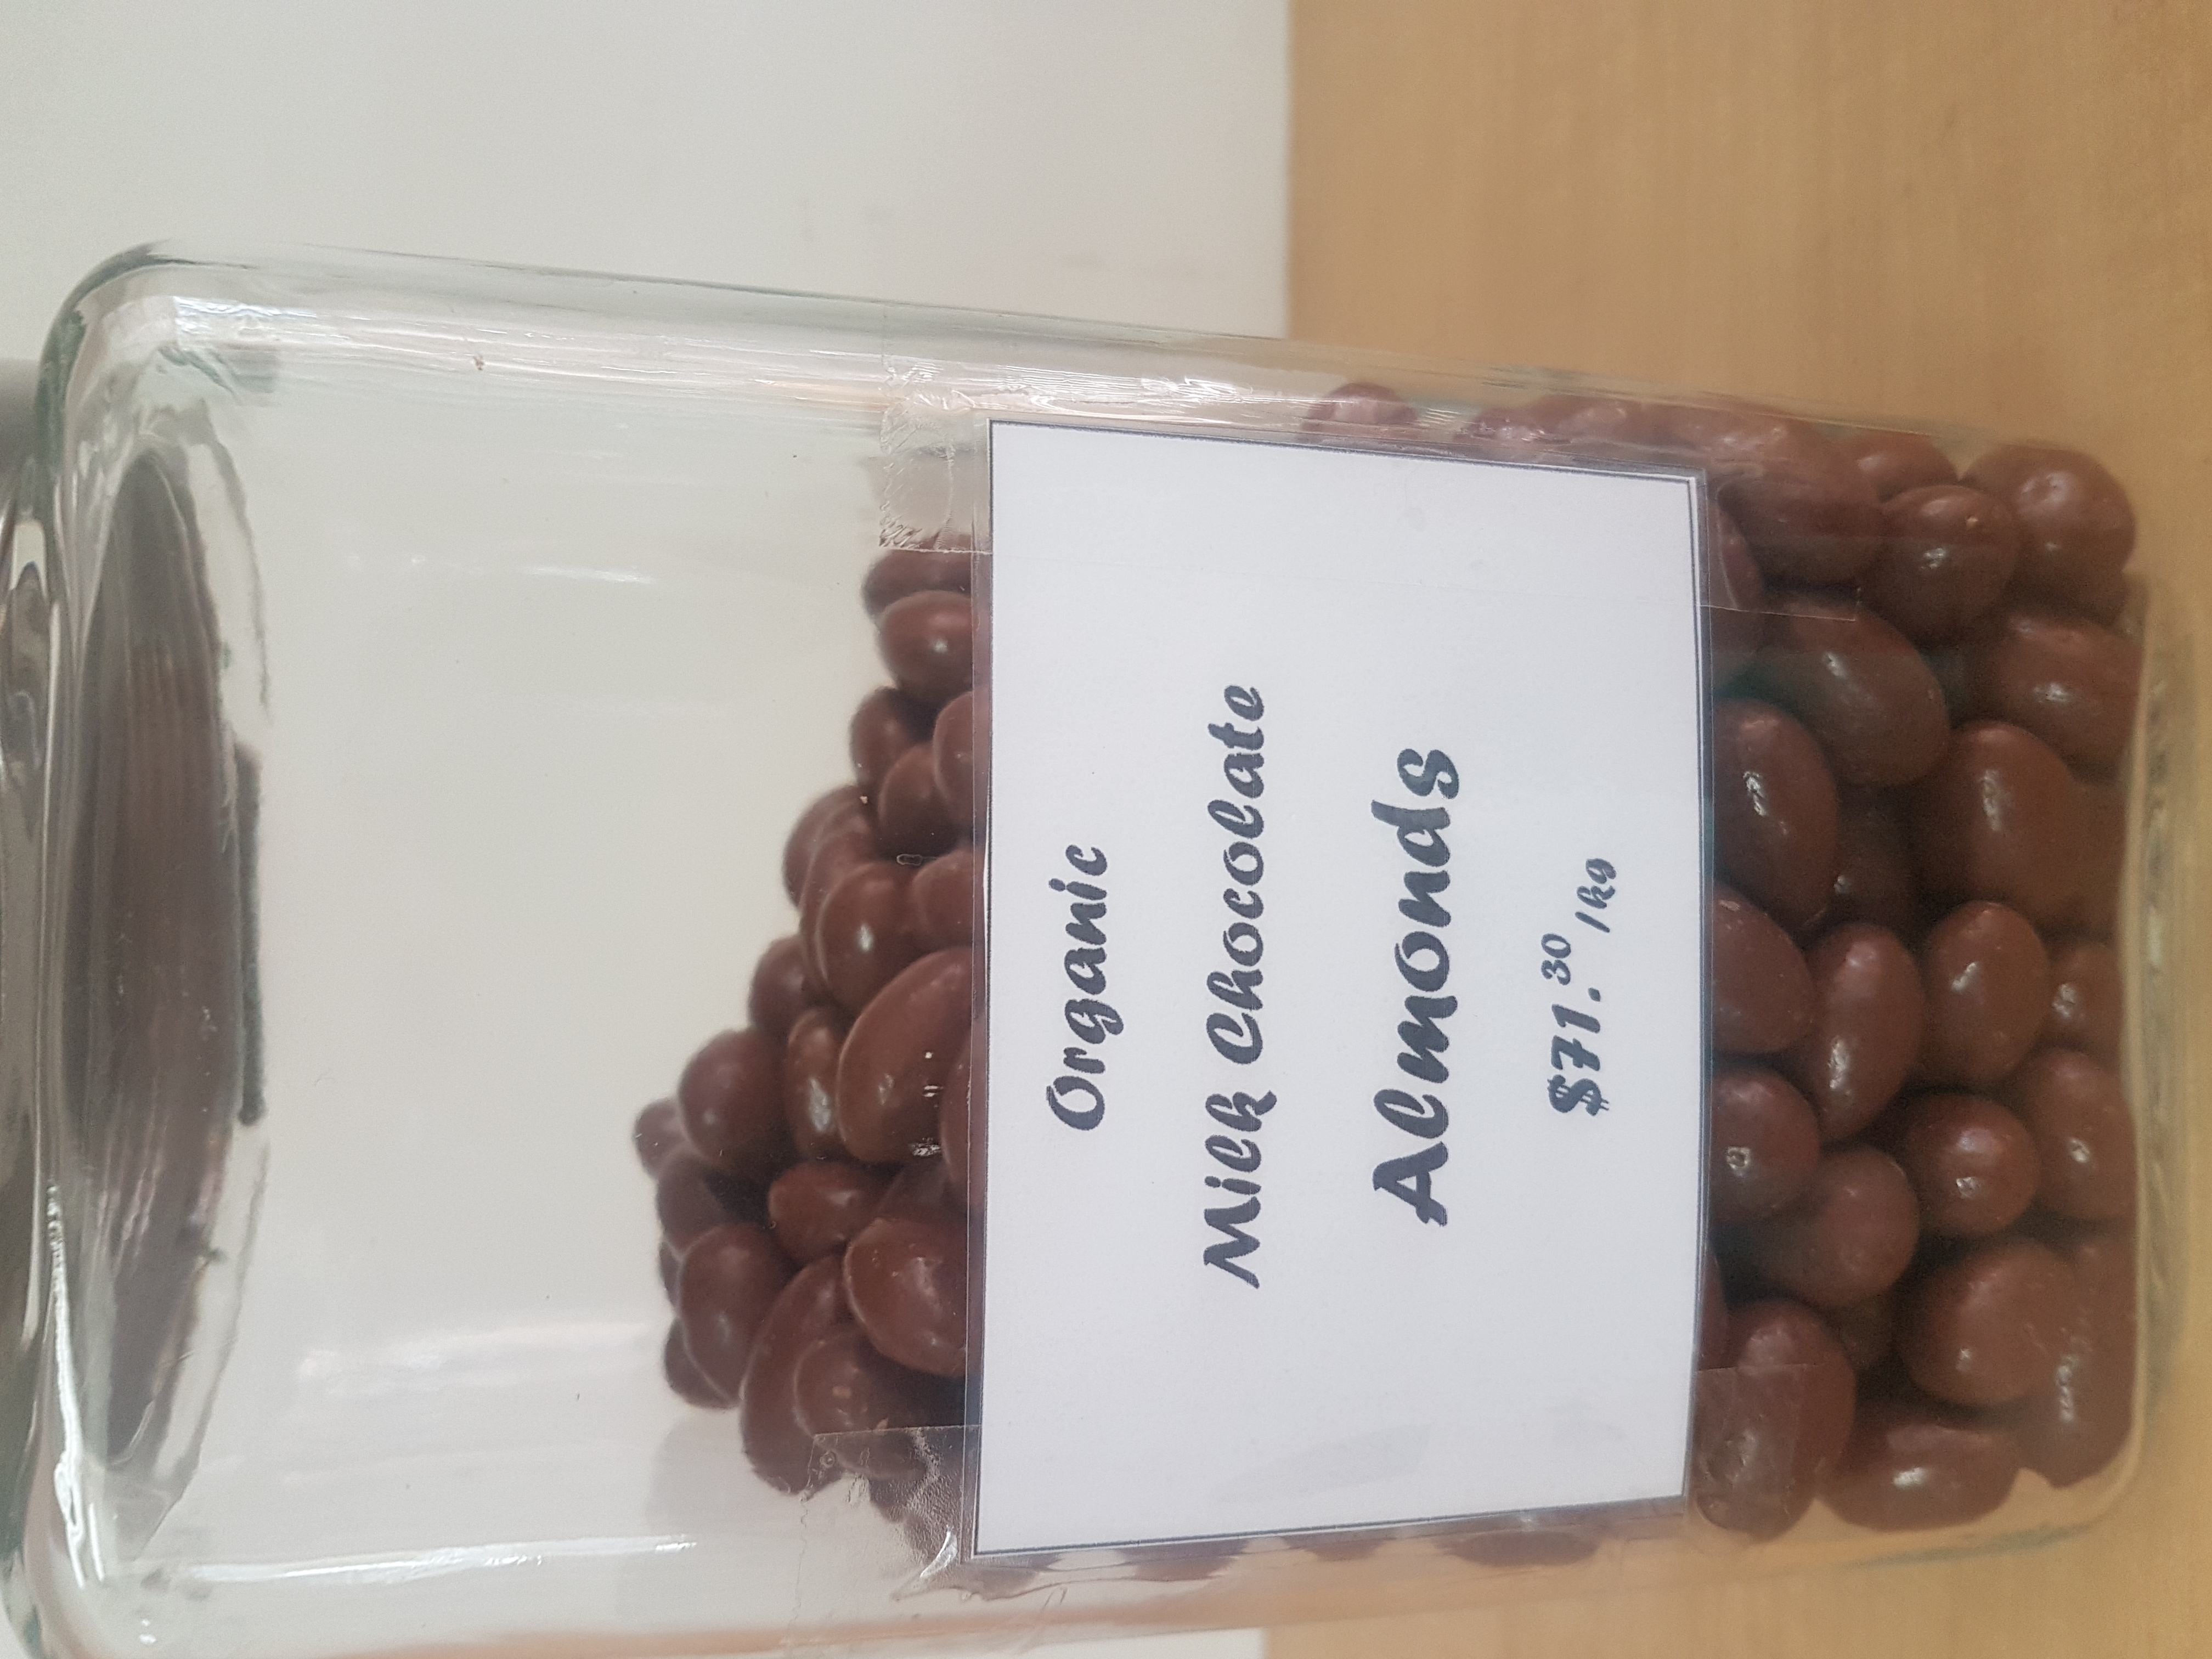 Organic
Milk Chocolate
Almonds
$71.30 /kg